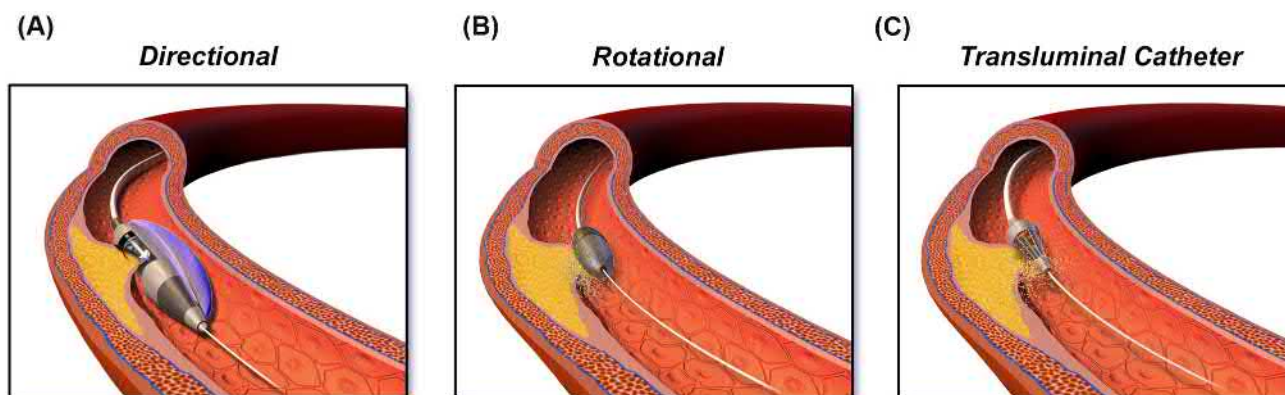 (A)
Directional
(B)
Rotational
(C)
Transluminal Catheter